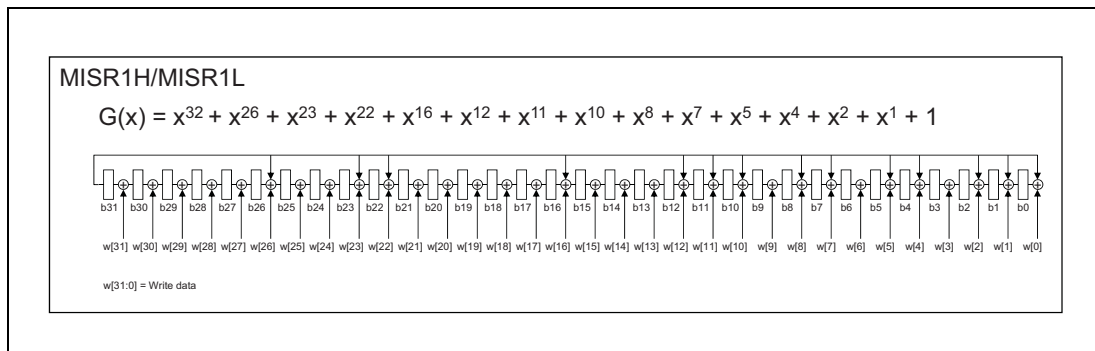 MISR1H/MISR1L
G(x) = x³² + x²⁶ + x²³ + x²² + x¹⁶ + x¹² + x¹¹ + x¹⁰ + x⁸ + x⁷ + x⁵ + x⁴ + x² + x¹ + 1
b31 b30 b29 b28 b27 b26 b25 b24 b23 b22 b21 b20 b19 b18 b17 b16 b15 b14 b13 b12 b11 b10 b9 b8 b7 b6 b5 b4 b3 b2 b1 b0
w[31] w[30] w[29] w[28] w[27] w[26] w[25] w[24] w[23] w[22] w[21] w[20] w[19] w[18] w[17] w[16] w[15] w[14] w[13] w[12] w[11] w[10] w[9] w[8] w[7] w[6] w[5] w[4] w[3] w[2] w[1] w[0]
w[31:0] = Write data